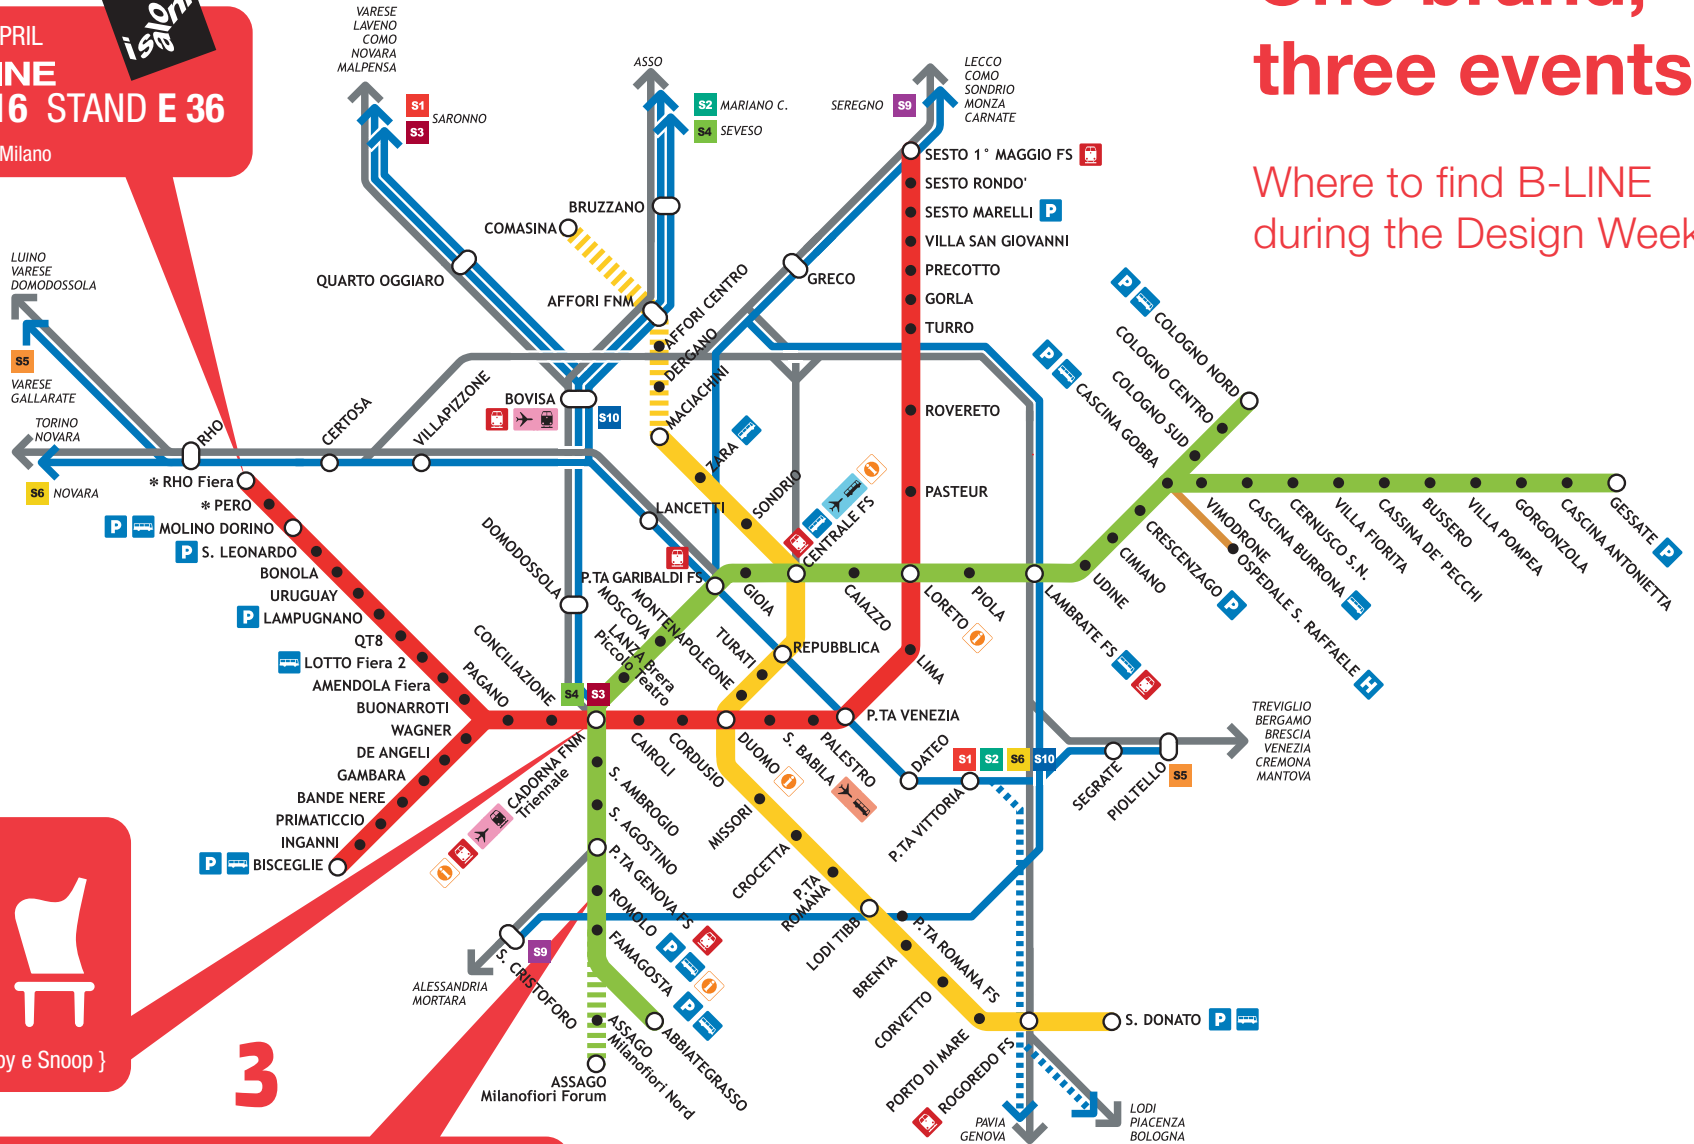 One brand,
three events
Where to find B-LINE
during the Design Week
i saloni
PRIL
INE
16 STAND E 36
Milano
VARESE
LAVENO
COMO
NOVARA
MALPENSA
S1
S3
SARONNO
ASSO
S2 MARIANO C.
S4 SEVESO
SEREGNO S9
LECCO
COMO
SONDRIO
MONZA
CARNATE
SESTO 1° MAGGIO FS
SESTO RONDO'
SESTO MARELLI P
VILLA SAN GIOVANNI
PRECOTTO
GORLA
TURRO
ROVERETO
PASTEUR
LORETO
LIMA
BRUZZANO
COMASINA
QUARTO OGGIARO
AFFORI FNM
AFFORI CENTRO
DERGANO
MACIACHINI
GRECO
LUINO
VARESE
DOMODOSSOLA
S5
VARESE
GALLARATE
TORINO
NOVARA
S6 NOVARA
RHO
CERTOSA
VILLAPIZZONE
BOVISA
S10
ZARA
SONDRIO
CENTRALE FS
LANCETTI
DOMODOSSOLA
P.TA GARIBALDI FS
GIOIA
CAIAZZO
PIOLA
LAMBRATE FS
UDINE
CIMIANO
CRESCENZAGO P
P CASCINA GOBBA
COLOGNO SUD
COLOGNO CENTRO
P COLOGNO NORD
VIMODRONE
CASCINA BURRONA
CERNUSCO S.N.
VILLA FIORITA
CASSINA DE' PECCHI
BUSSERO
VILLA POMPEA
GORGONZOLA
CASCINA ANTONIETTA
GESSATE P
OSPEDALE S. RAFFAELE H
* RHO Fiera
* PERO
P MOLINO DORINO
P S. LEONARDO
BONOLA
URUGUAY
P LAMPUGNANO
QT8
LOTTO Fiera 2
AMENDOLA Fiera
BUONARROTI
PAGANO
CONCILIAZIONE
WAGNER
DE ANGELI
GAMBARA
BANDE NERE
PRIMATICCIO
INGANNI
P BISCEGLIE
MOSCOVA
LANZA Brera
Piccolo Teatro
MONTENAPOLEONE
TURATI
REPUBBLICA
S4
S3
CADORNA FNM
Triennale
CAIROLI
CORDUSIO
DUOMO
S. BABILA
PALESTRO
P.TA VENEZIA
DATEO
S1
S2
S6
S10
P.TA VITTORIA
SEGRATE
PIOLTELLO
S5
TREVIGLIO
BERGAMO
BRESCIA
VENEZIA
CREMONA
MANTOVA
S. AMBROGIO
S. AGOSTINO
P.TA GENOVA FS
ROMOLO P
FAMAGOSTA P
ABBIATEGRASSO
S. CRISTOFORO
S9
ALESSANDRIA
MORTARA
ASSAGO
Milanofiori Nord
ASSAGO
Milanofiori Forum
MISSORI
CROCETTA
P.TA
ROMANA
LODI TIBB
P.TA ROMANA FS
BRENTA
CORVETTO
PORTO DI MARE
ROGOREDO FS
S. DONATO P
PAVIA
GENOVA
LODI
PIACENZA
BOLOGNA
by e Snoop }
3